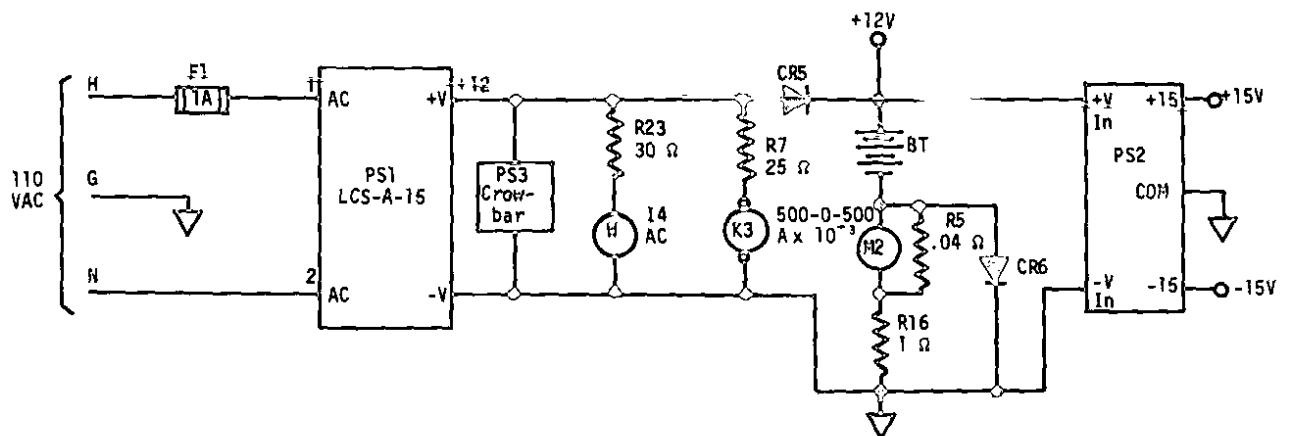 +12V
H
F1
1A
1
AC
+V
+12
CR5
+V
In
+15
+15V
R23
30 Ω
R7
25 Ω
BT
PS2
110
VAC
G
PS1
LCS-A-15
PS3
Crow-
bar
COM
I4
AC
W
K3
500-0-500
A x 10⁻³
M2
R5
.04 Ω
CR6
N
2
AC
-V
R16
1 Ω
-V
In
-15
-15V